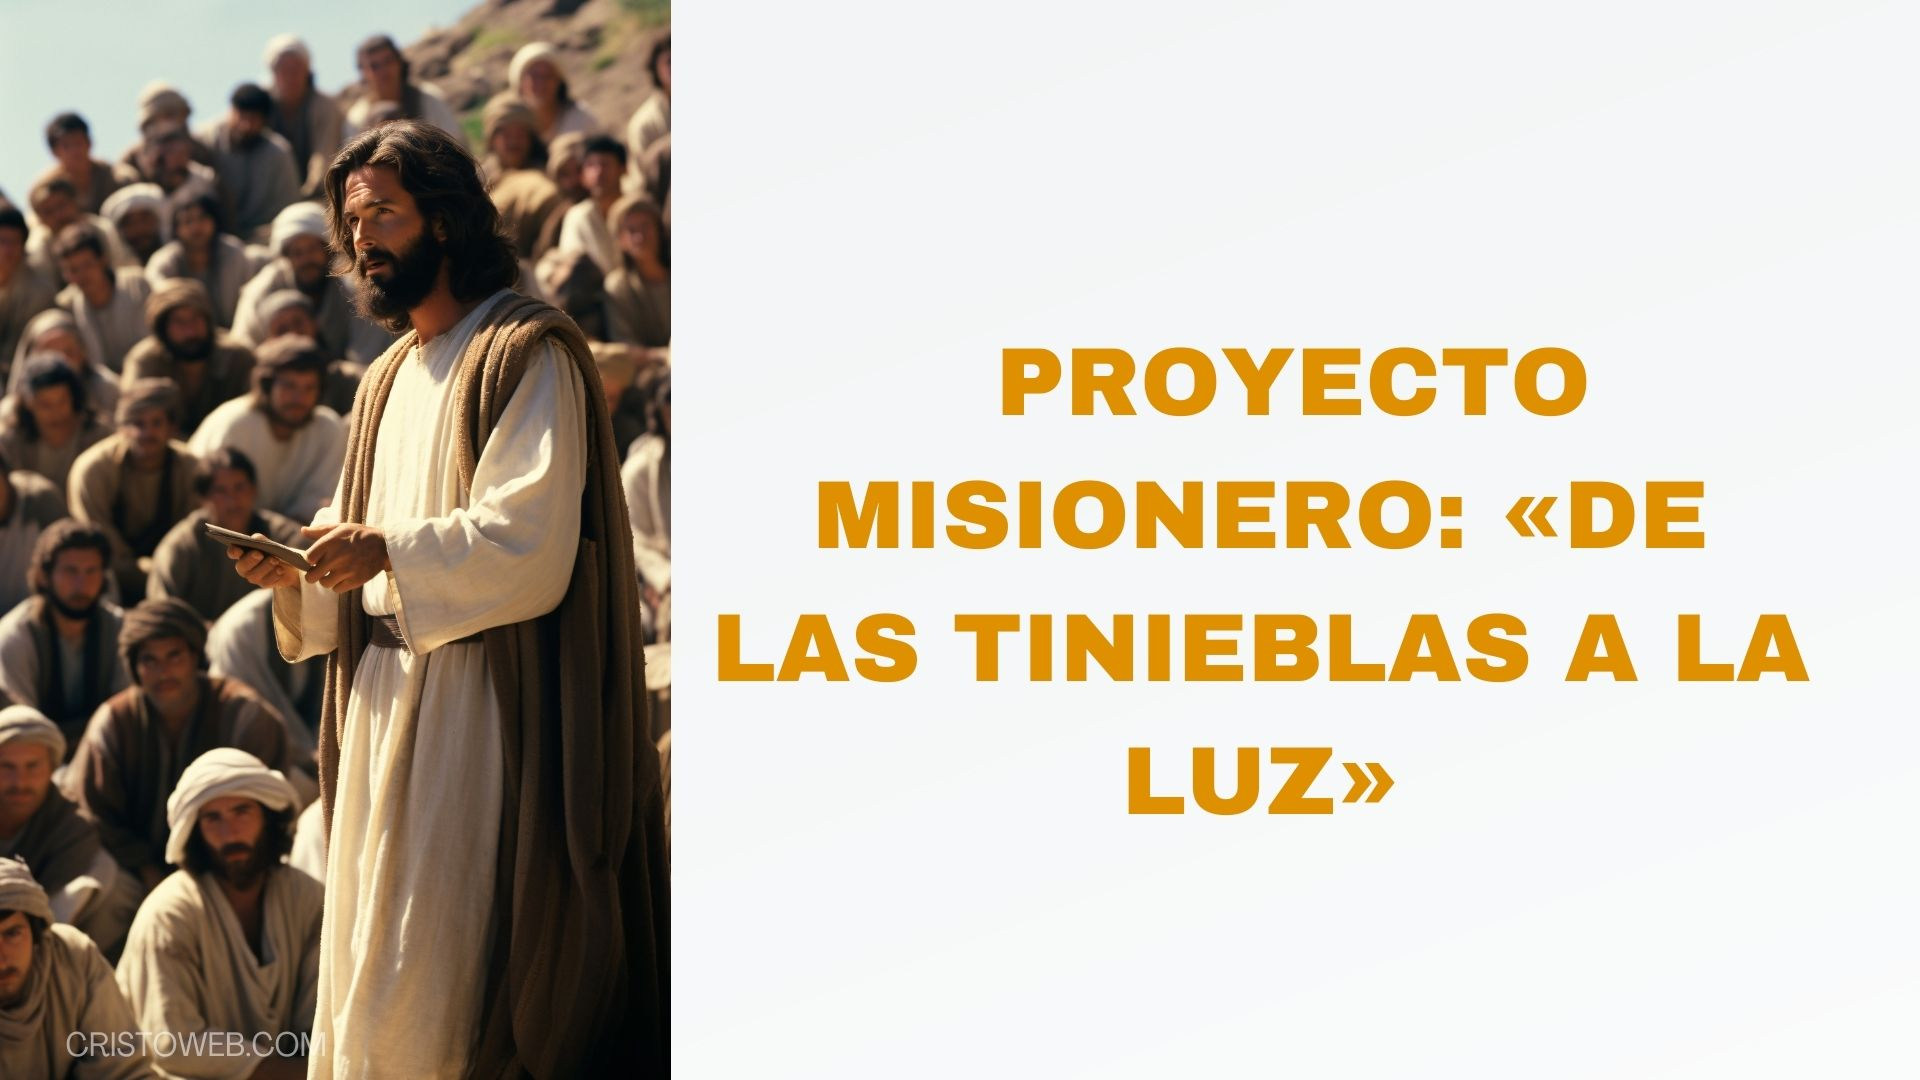 PROYECTO
MISIONERO: «DE
LAS TINIEBLAS A LA
LUZ»
CRISTOWEB.COM